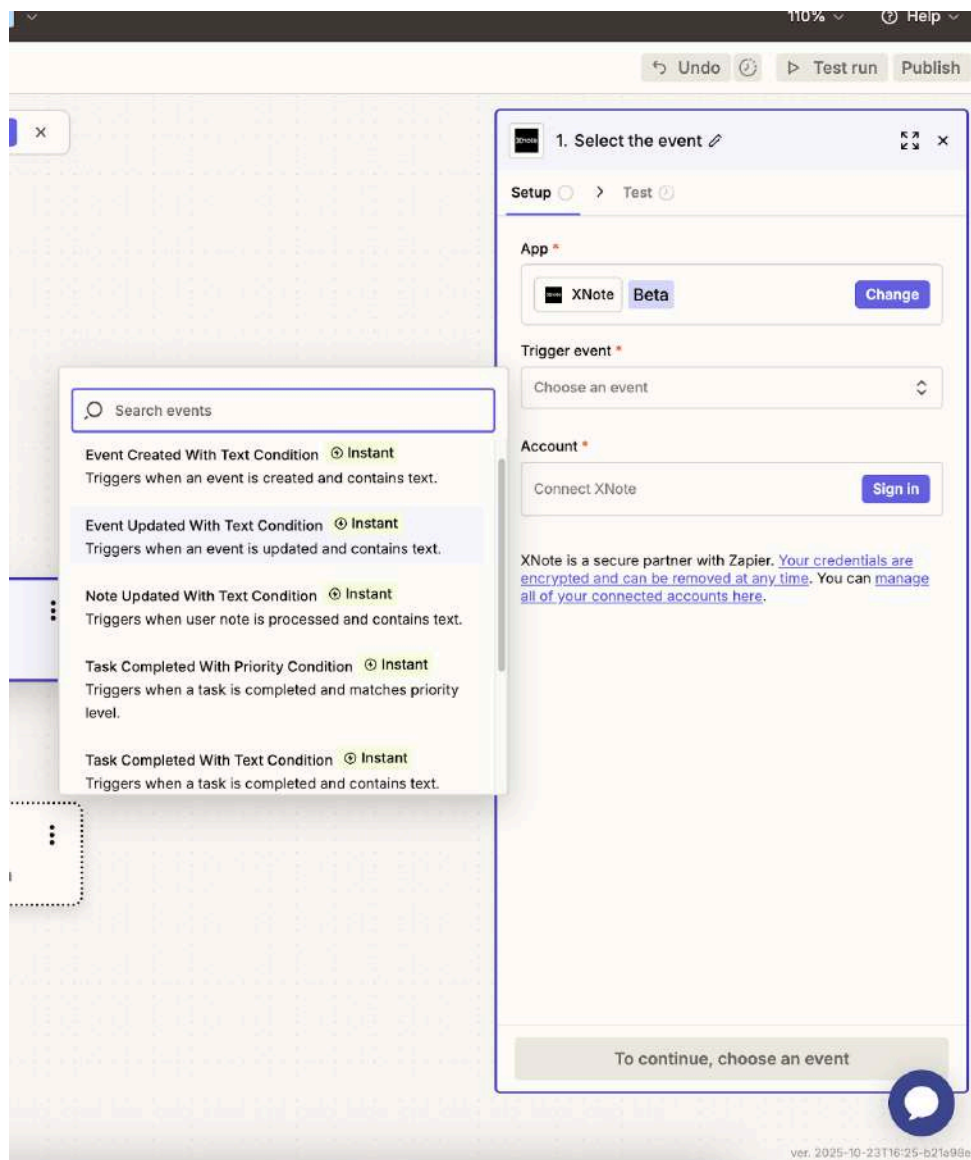 110%
Help
Undo
Test run
Publish
1. Select the event
Setup
Test
App *
XNote
Beta
Change
Trigger event *
Choose an event
Account *
Connect XNote
Sign in
XNote is a secure partner with Zapier. Your credentials are
encrypted and can be removed at any time. You can manage
all of your connected accounts here.
Search events
Event Created With Text Condition Instant
Triggers when an event is created and contains text.
Event Updated With Text Condition Instant
Triggers when an event is updated and contains text.
Note Updated With Text Condition Instant
Triggers when user note is processed and contains text.
Task Completed With Priority Condition Instant
Triggers when a task is completed and matches priority
level.
Task Completed With Text Condition Instant
Triggers when a task is completed and contains text.
To continue, choose an event
ver. 2025-10-23T16:25-b21a98e